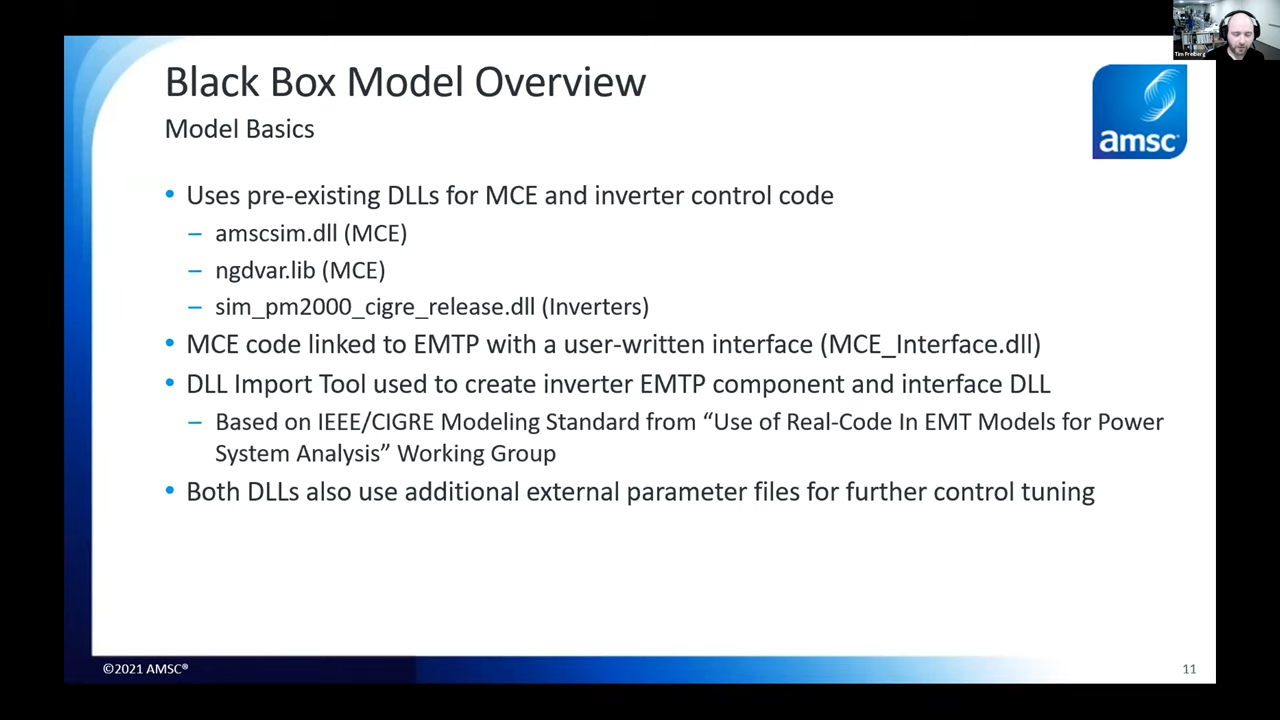 Tim Freiberg
Black Box Model Overview
Model Basics
amsc
• Uses pre-existing DLLs for MCE and inverter control code
– amscsim.dll (MCE)
– ngdvar.lib (MCE)
– sim_pm2000_cigre_release.dll (Inverters)
• MCE code linked to EMTP with a user-written interface (MCE_Interface.dll)
• DLL Import Tool used to create inverter EMTP component and interface DLL
– Based on IEEE/CIGRE Modeling Standard from “Use of Real-Code In EMT Models for Power
System Analysis” Working Group
• Both DLLs also use additional external parameter files for further control tuning
©2021 AMSC®
11